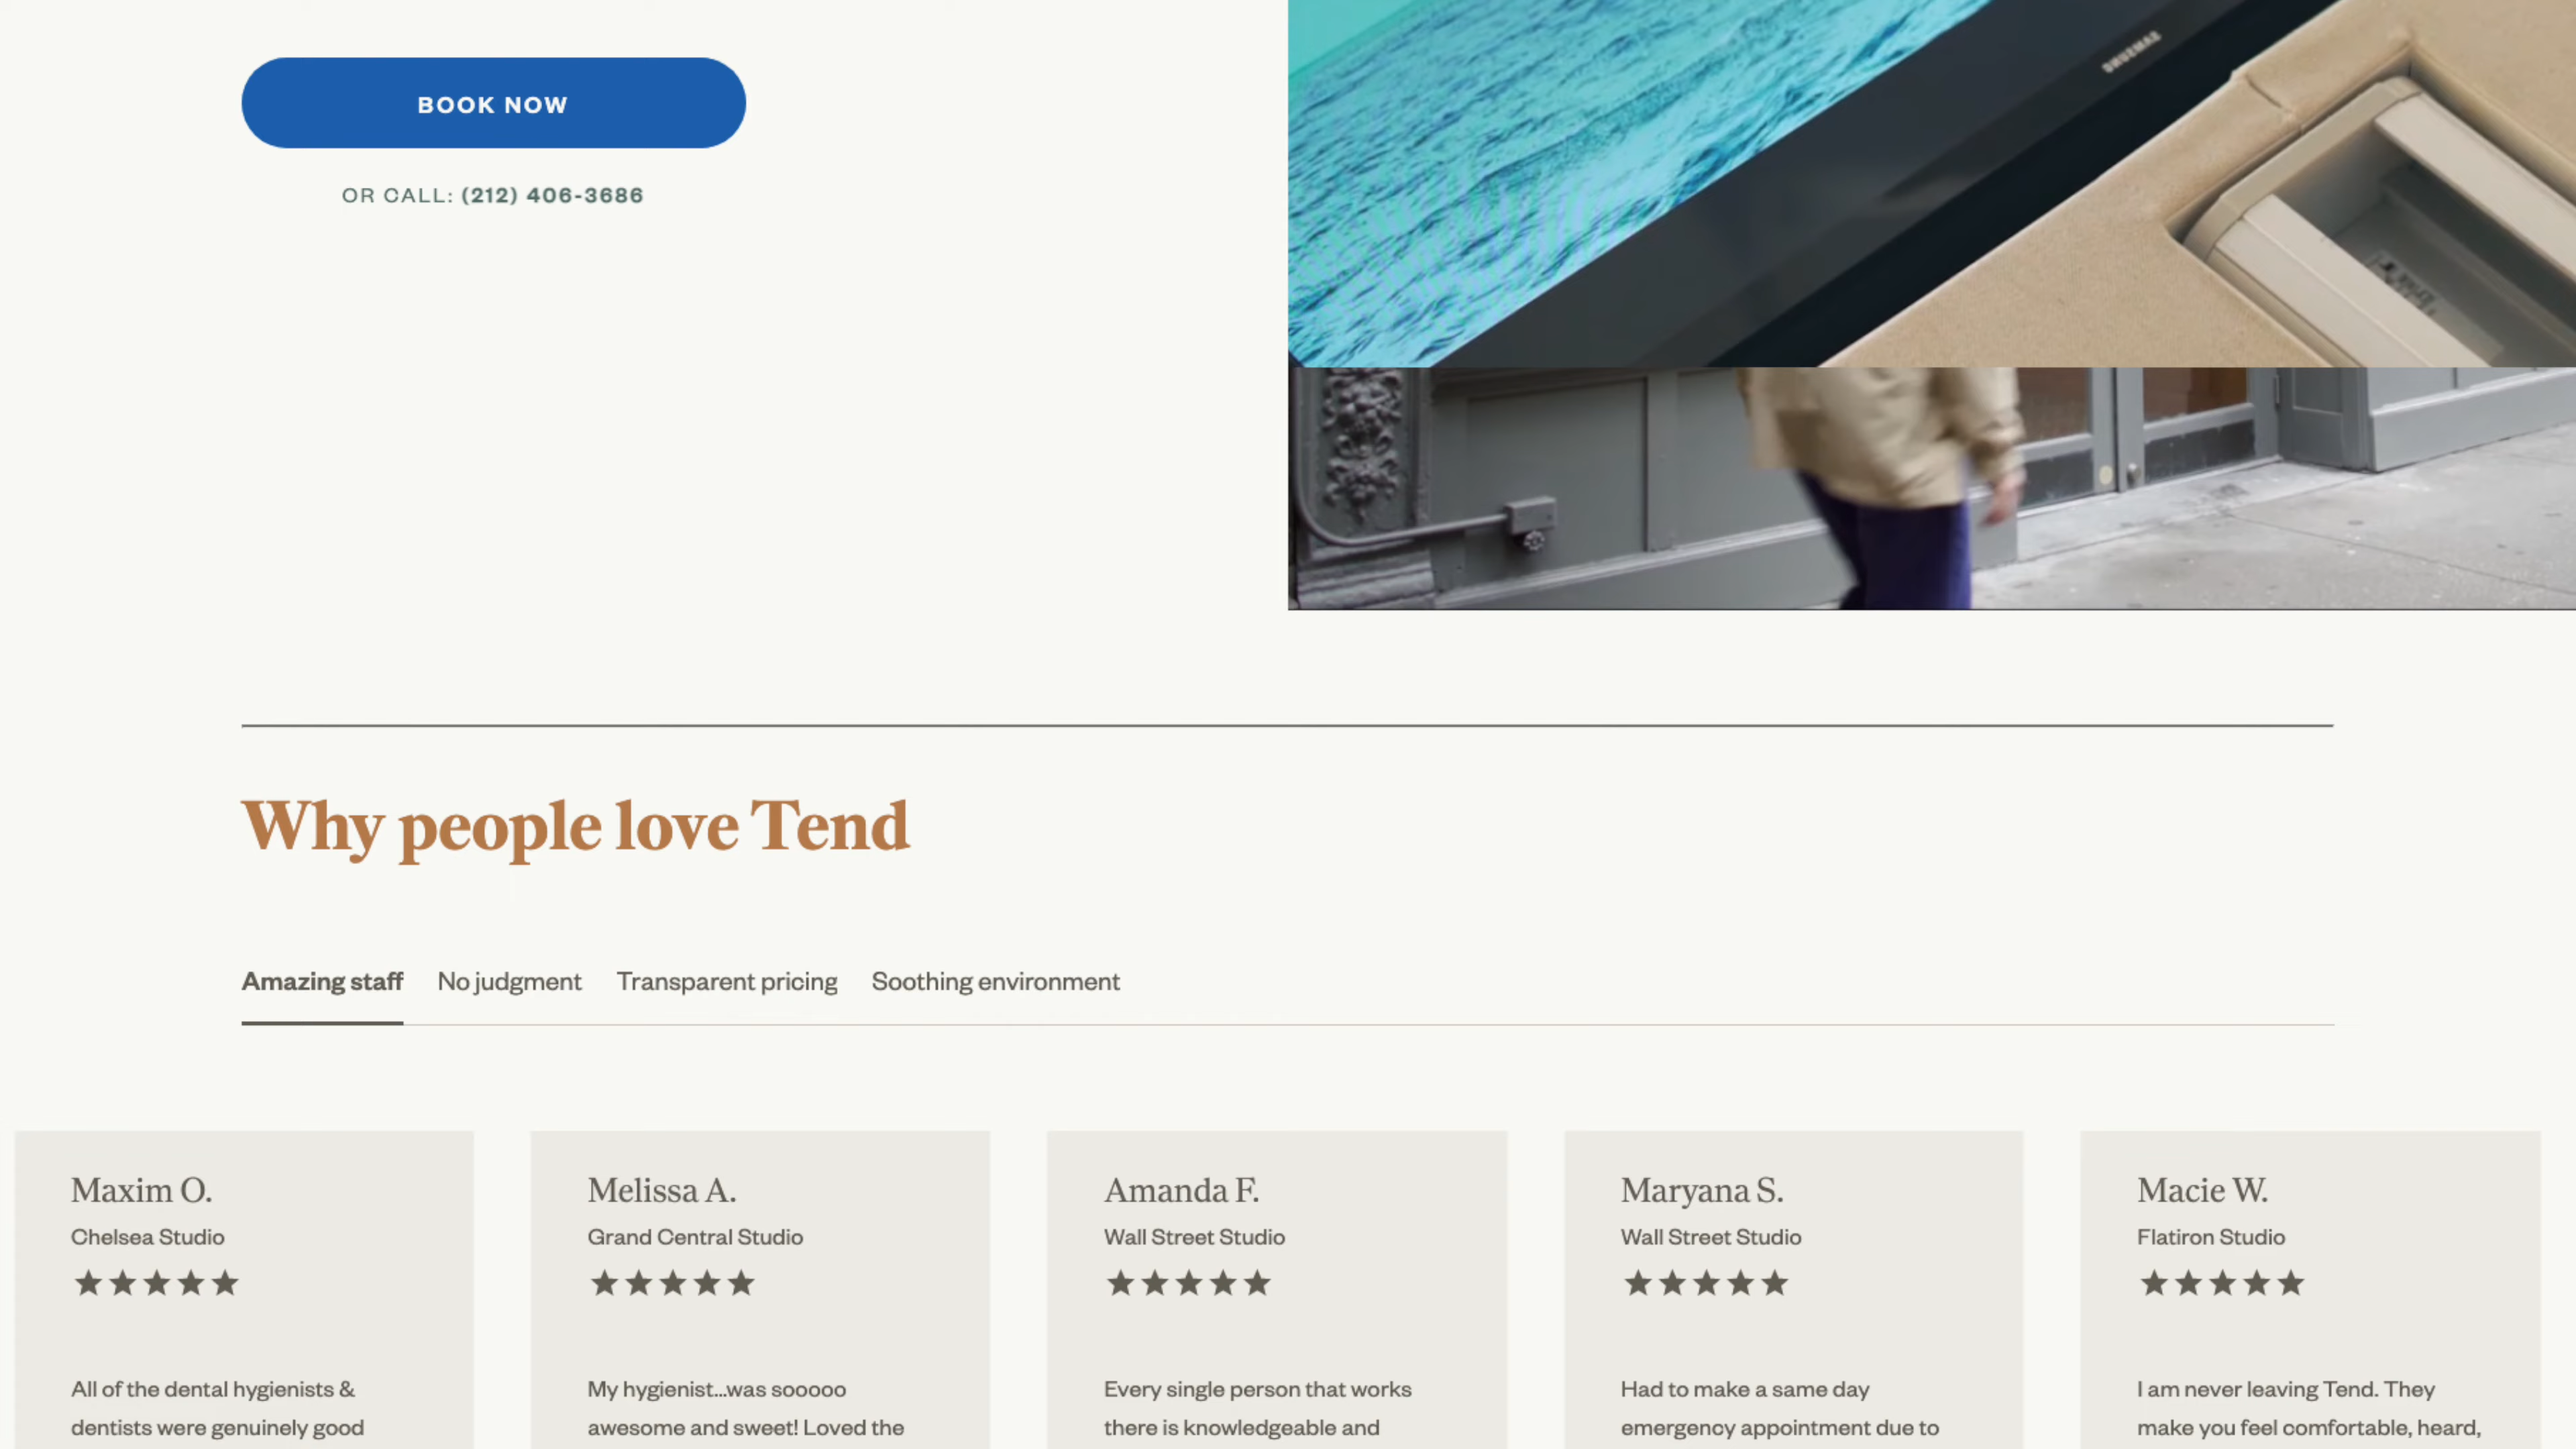 BOOK NOW
OR CALL: (212) 406-3686
SAMSUNG
Why people love Tend
Amazing staff
No judgment
Transparent pricing
Soothing environment
Maxim O.
Chelsea Studio
★★★★★
All of the dental hygienists &
dentists were genuinely good
Melissa A.
Grand Central Studio
★★★★★
My hygienist...was sooooo
awesome and sweet! Loved the
Amanda F.
Wall Street Studio
★★★★★
Every single person that works
there is knowledgeable and
Maryana S.
Wall Street Studio
★★★★★
Had to make a same day
emergency appointment due to
Macie W.
Flatiron Studio
★★★★★
I am never leaving Tend. They
make you feel comfortable, heard,